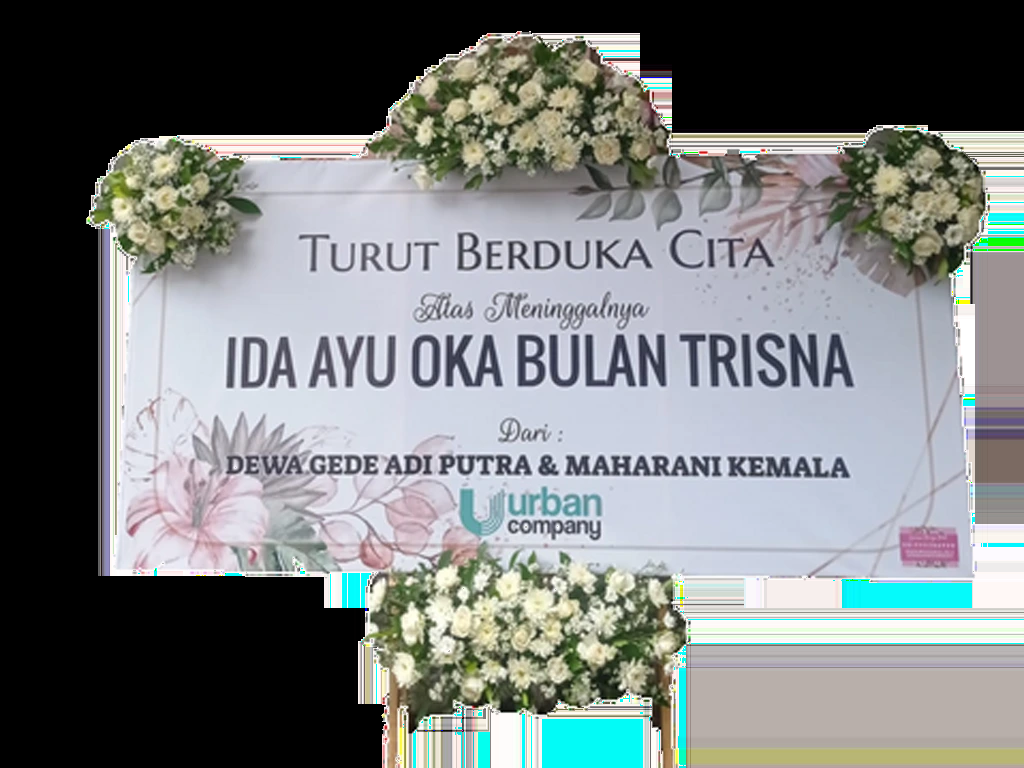 TURUT BERDUKA CITA
Atas Meninggalnya
IDA AYU OKA BULAN TRISNA
Dari :
DEWA GEDE ADI PUTRA & MAHARANI KEMALA
urban
company